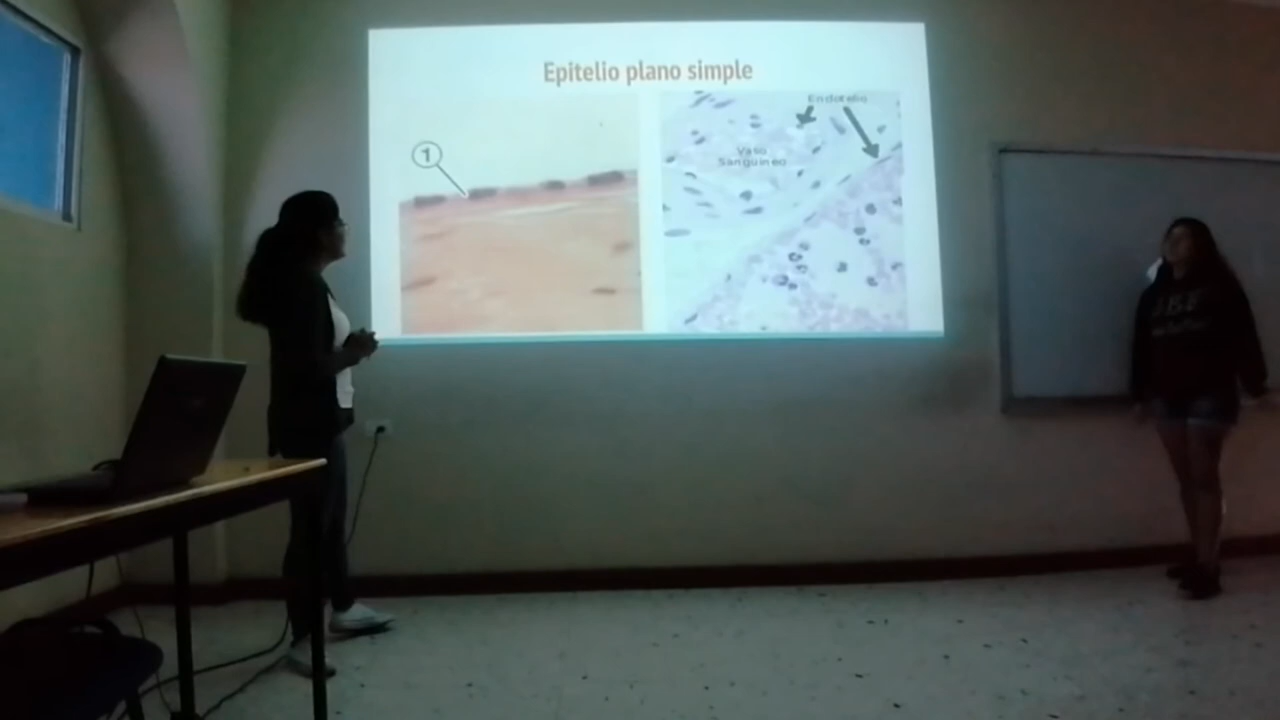 Epitelio plano simple
1
Endotelio
Vaso
Sanguineo